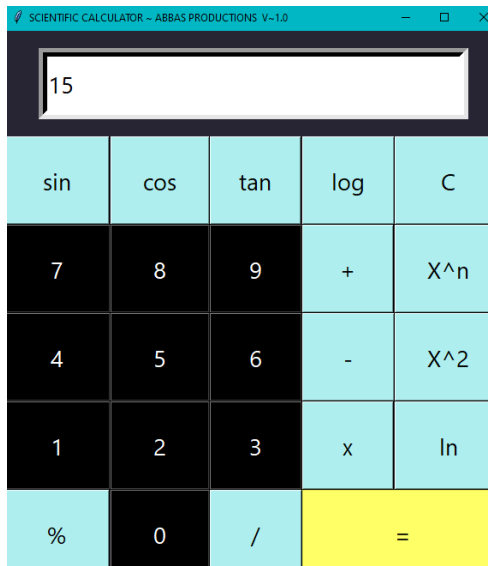 SCIENTIFIC CALCULATOR ~ ABBAS PRODUCTIONS V~1.0
15
sin cos tan log C
7 8 9 + X^n
4 5 6 - X^2
1 2 3 x ln
% 0 / =